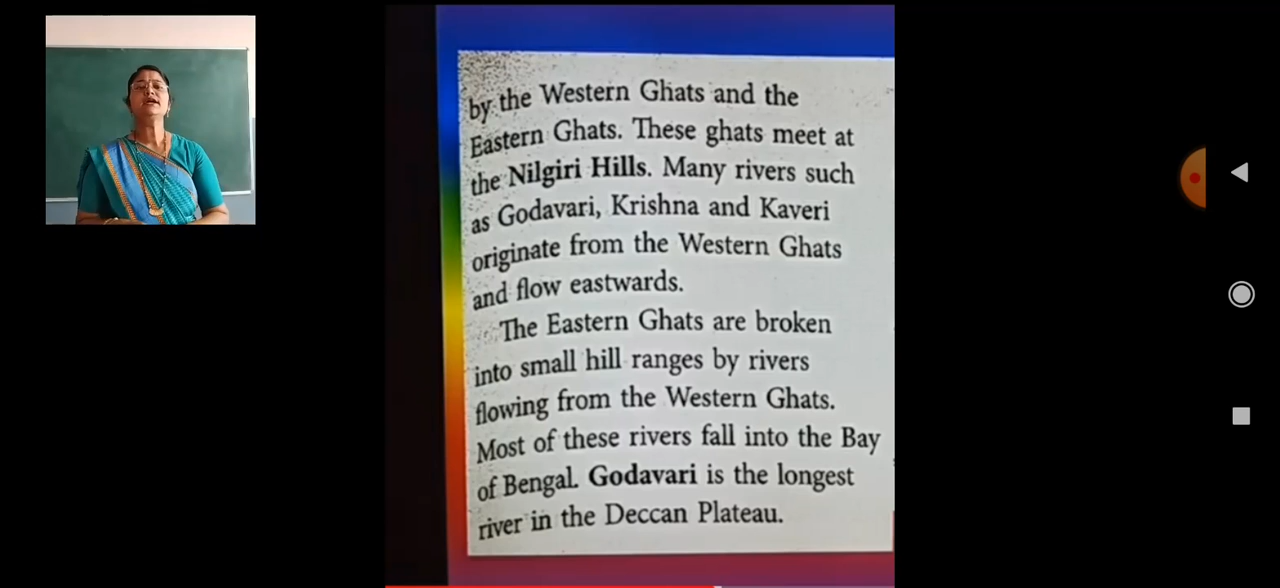 by the Western Ghats and the
Eastern Ghats. These ghats meet at
the Nilgiri Hills. Many rivers such
as Godavari, Krishna and Kaveri
originate from the Western Ghats
and flow eastwards.
The Eastern Ghats are broken
into small hill ranges by rivers
flowing from the Western Ghats.
Most of these rivers fall into the Bay
of Bengal. Godavari is the longest
river in the Deccan Plateau.